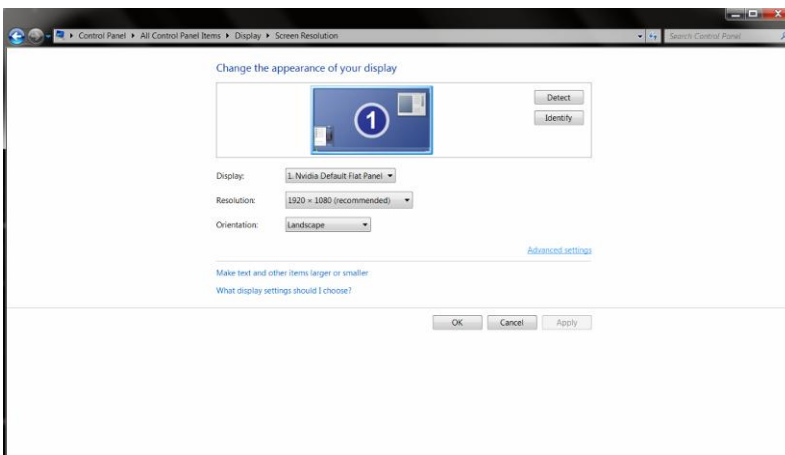 Control Panel ▸ All Control Panel Items ▸ Display ▸ Screen Resolution
Search Control Panel
Change the appearance of your display
1
Detect
Identify
Display: 1. Nvidia Default Flat Panel
Resolution: 1920 × 1080 (recommended)
Orientation: Landscape
Advanced settings
Make text and other items larger or smaller
What display settings should I choose?
OK Cancel Apply